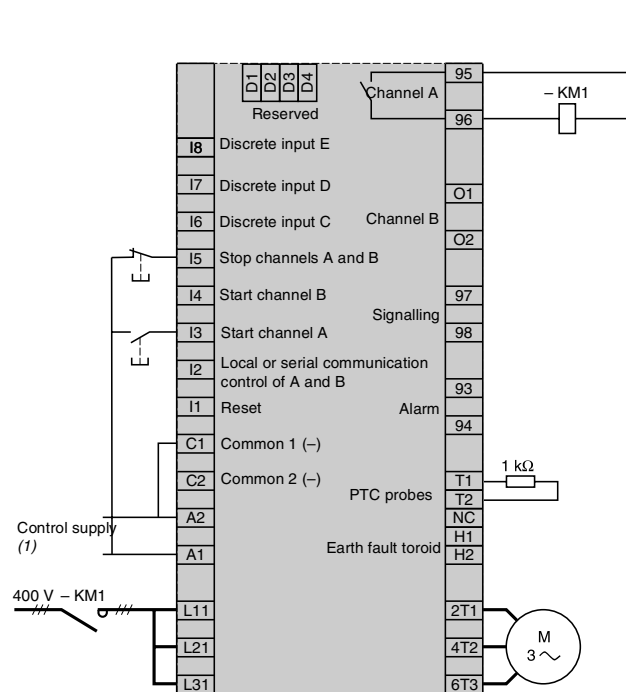 D1 D2 D3 D4
Reserved
95
Channel A
96
– KM1
I8 Discrete input E
I7 Discrete input D
O1
I6 Discrete input C
Channel B
O2
I5 Stop channels A and B
I4 Start channel B
97
Signalling
I3 Start channel A
98
I2 Local or serial communication
control of A and B
93
I1 Reset
Alarm
94
C1 Common 1 (–)
1 kΩ
C2 Common 2 (–)
T1
PTC probes
T2
A2
NC
Control supply
(1)
H1
Earth fault toroid
A1
H2
400 V – KM1
L11
2T1
L21
4T2
M
3
L31
6T3